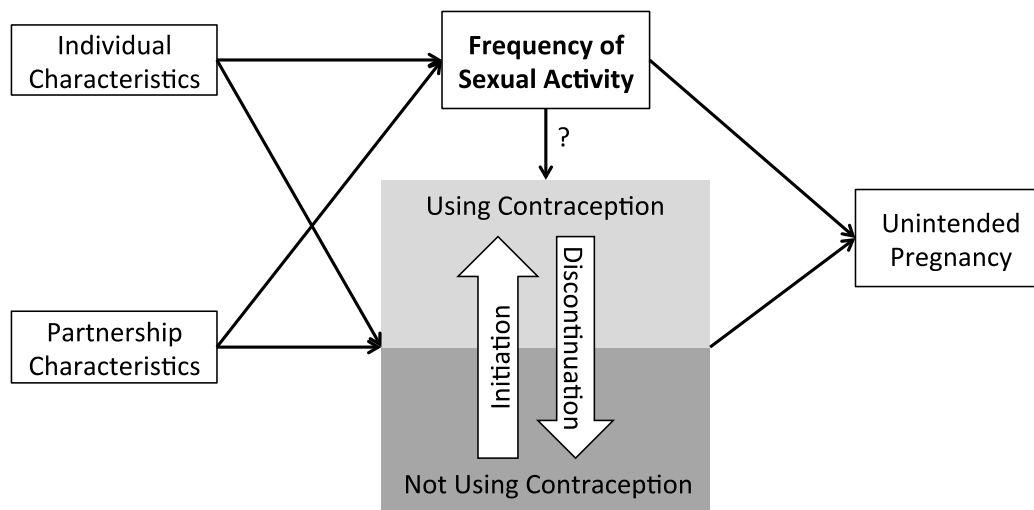 Individual
Characteristics
Frequency of
Sexual Activity
?
Using Contraception
Initiation
Discontinuation
Not Using Contraception
Partnership
Characteristics
Unintended
Pregnancy